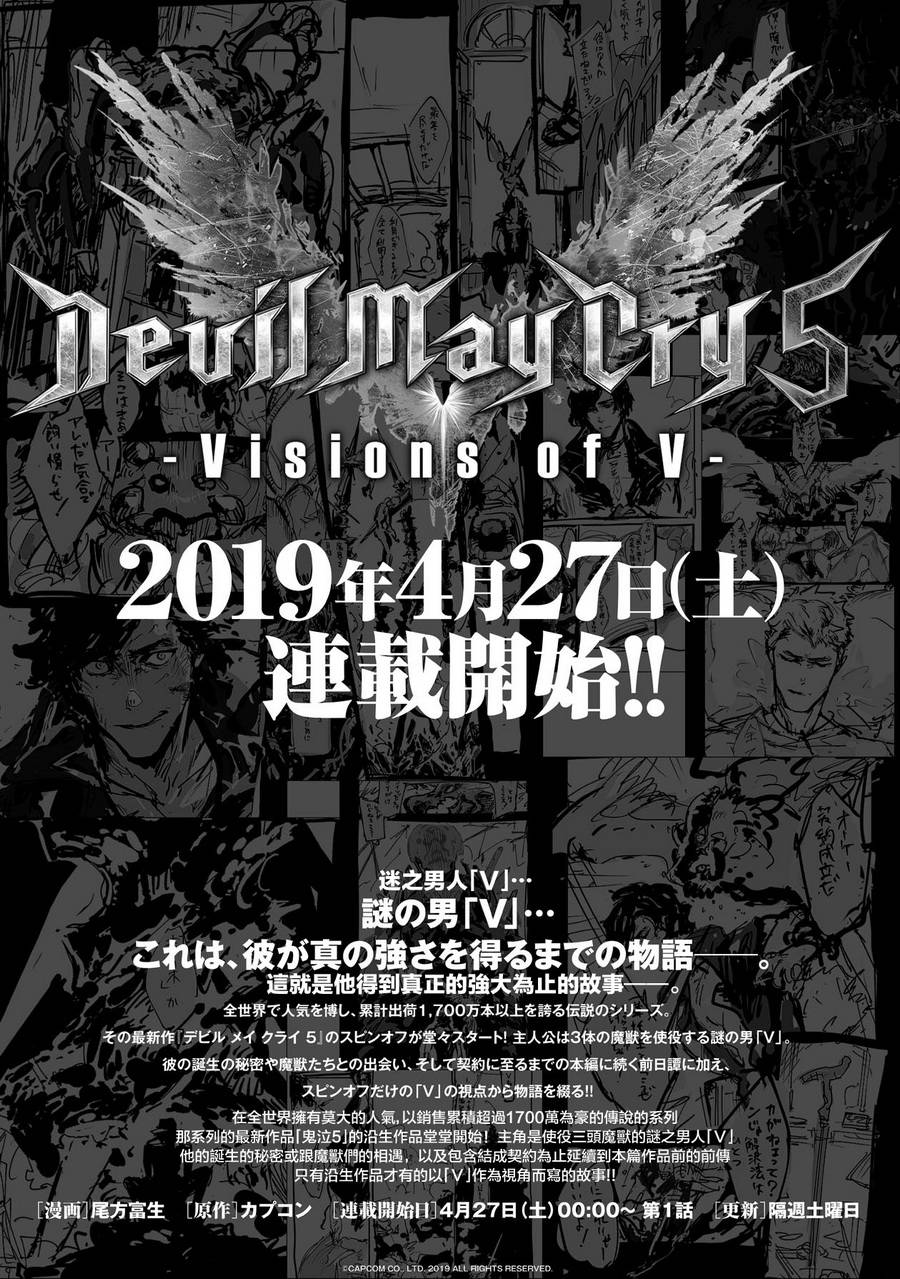 Devil May Cry 5
-Visions of V-
2019年4月27日(土)
連載開始!!
迷之男人「V」…
謎の男「V」…
これは、彼が真の強さを得るまでの物語――。
這就是他得到真正的強大為止的故事――。
全世界で人気を博し、累計出荷1,700万本以上を誇る伝説のシリーズ。
その最新作『デビル メイ クライ 5』のスピンオフが堂々スタート! 主人公は3体の魔獣を使役する謎の男「V」。
彼の誕生の秘密や魔獣たちとの出会い、そして契約に至るまでの本編に続く前日譚に加え、
スピンオフだけの「V」の視点から物語を綴る!!
在全世界擁有莫大的人氣,以銷售累積超過1700萬為豪的傳說的系列
那系列的最新作品「鬼泣5」的沿生作品堂堂開始! 主角是使役三頭魔獸的謎之男人「V」
他的誕生的秘密或跟魔獸們的相遇,以及包含結成契約為止延續到本篇作品前的前傳
只有沿生作品才有的以「V」作為視角而寫的故事!!
[漫画]尾方富生 [原作]カプコン [連載開始日]4月27日(土)00:00~ 第1話 [更新]隔週土曜日
©CAPCOM CO., LTD. 2019 ALL RIGHTS RESERVED.